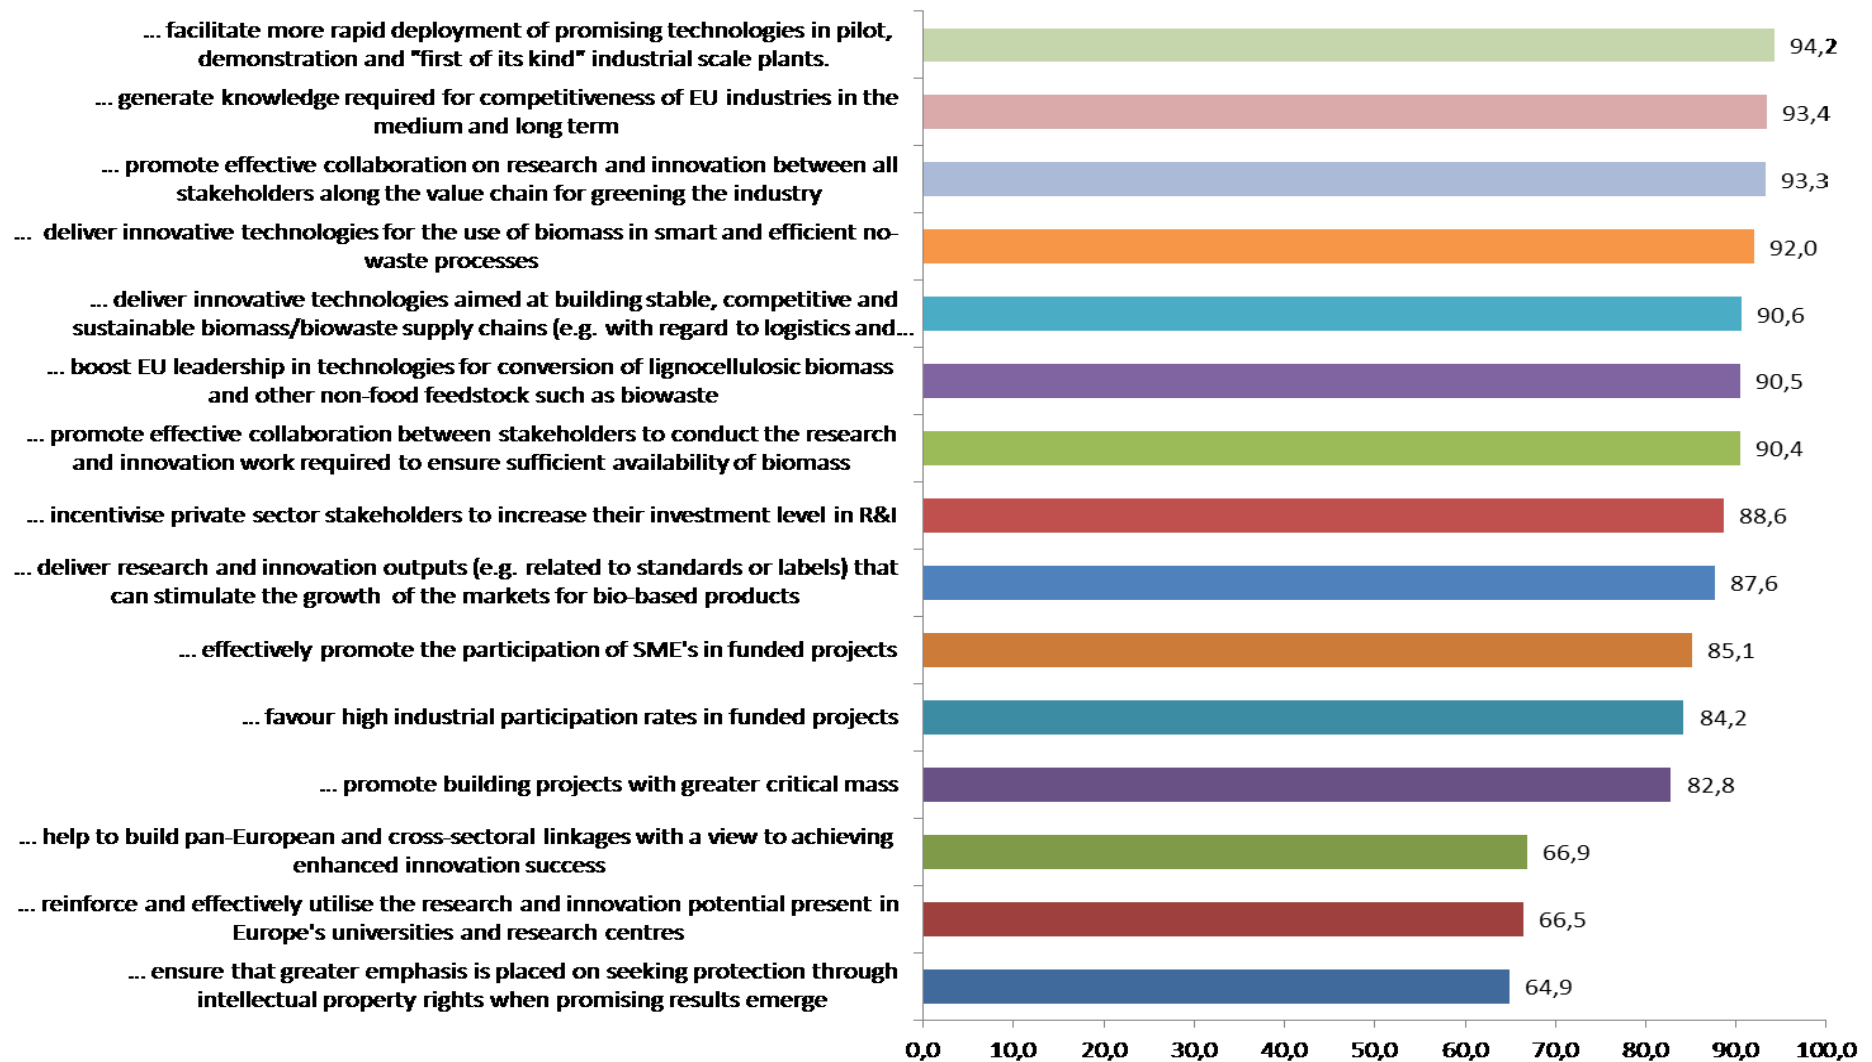 ... facilitate more rapid deployment of promising technologies in pilot,
demonstration and "first of its kind" industrial scale plants.
94,2
... generate knowledge required for competitiveness of EU industries in the
medium and long term
93,4
... promote effective collaboration on research and innovation between all
stakeholders along the value chain for greening the industry
93,3
... deliver innovative technologies for the use of biomass in smart and efficient no-
waste processes
92,0
... deliver innovative technologies aimed at building stable, competitive and
sustainable biomass/biowaste supply chains (e.g. with regard to logistics and...
90,6
... boost EU leadership in technologies for conversion of lignocellulosic biomass
and other non-food feedstock such as biowaste
90,5
... promote effective collaboration between stakeholders to conduct the research
and innovation work required to ensure sufficient availability of biomass
90,4
... incentivise private sector stakeholders to increase their investment level in R&I
88,6
... deliver research and innovation outputs (e.g. related to standards or labels) that
can stimulate the growth of the markets for bio-based products
87,6
... effectively promote the participation of SME's in funded projects
85,1
... favour high industrial participation rates in funded projects
84,2
... promote building projects with greater critical mass
82,8
... help to build pan-European and cross-sectoral linkages with a view to achieving
enhanced innovation success
66,9
... reinforce and effectively utilise the research and innovation potential present in
Europe's universities and research centres
66,5
... ensure that greater emphasis is placed on seeking protection through
intellectual property rights when promising results emerge
64,9
0,0 10,0 20,0 30,0 40,0 50,0 60,0 70,0 80,0 90,0 100,0